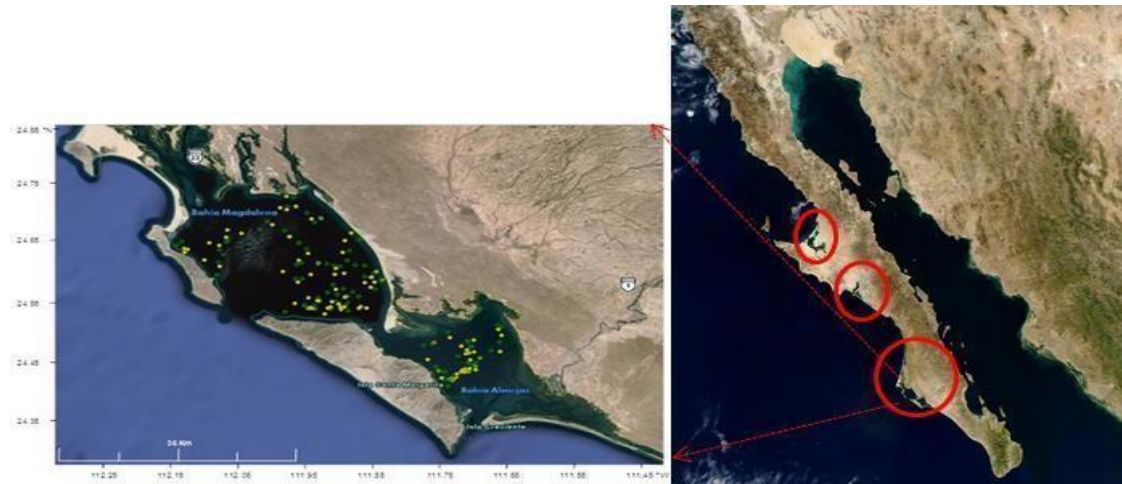 24.85 °N
24.75
24.65
24.55
24.45
24.35
Bahia Magdalena
Isla Santa Margarita
Bahia Almejas
Isla Creciente
36 Km
112.25
112.15
112.05
111.95
111.85
111.75
111.65
111.55
111.45 °W